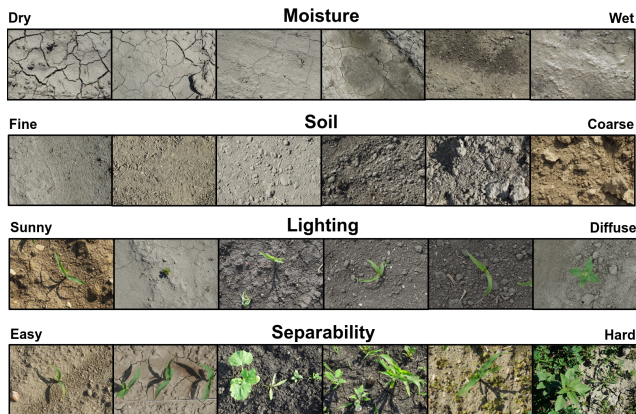 Dry Moisture Wet
Fine Soil Coarse
Sunny Lighting Diffuse
Easy Separability Hard